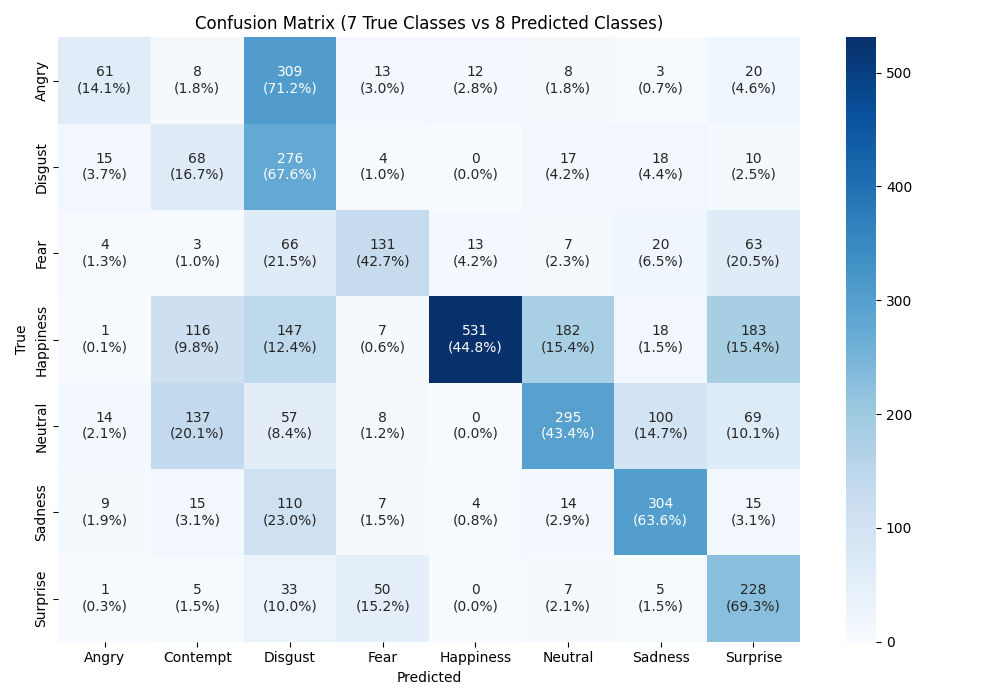 Confusion Matrix (7 True Classes vs 8 Predicted Classes)
Angry
61 8 309 13 12 8 3 20
(14.1%) (1.8%) (71.2%) (3.0%) (2.8%) (1.8%) (0.7%) (4.6%)
Disgust
15 68 276 4 0 17 18 10
(3.7%) (16.7%) (67.6%) (1.0%) (0.0%) (4.2%) (4.4%) (2.5%)
Fear
4 3 66 131 13 7 20 63
(1.3%) (1.0%) (21.5%) (42.7%) (4.2%) (2.3%) (6.5%) (20.5%)
True
Happiness
1 116 147 7 531 182 18 183
(0.1%) (9.8%) (12.4%) (0.6%) (44.8%) (15.4%) (1.5%) (15.4%)
Neutral
14 137 57 8 0 295 100 69
(2.1%) (20.1%) (8.4%) (1.2%) (0.0%) (43.4%) (14.7%) (10.1%)
Sadness
9 15 110 7 4 14 304 15
(1.9%) (3.1%) (23.0%) (1.5%) (0.8%) (2.9%) (63.6%) (3.1%)
Surprise
1 5 33 50 0 7 5 228
(0.3%) (1.5%) (10.0%) (15.2%) (0.0%) (2.1%) (1.5%) (69.3%)
Angry Contempt Disgust Fear Happiness Neutral Sadness Surprise
Predicted
500
400
300
200
100
0